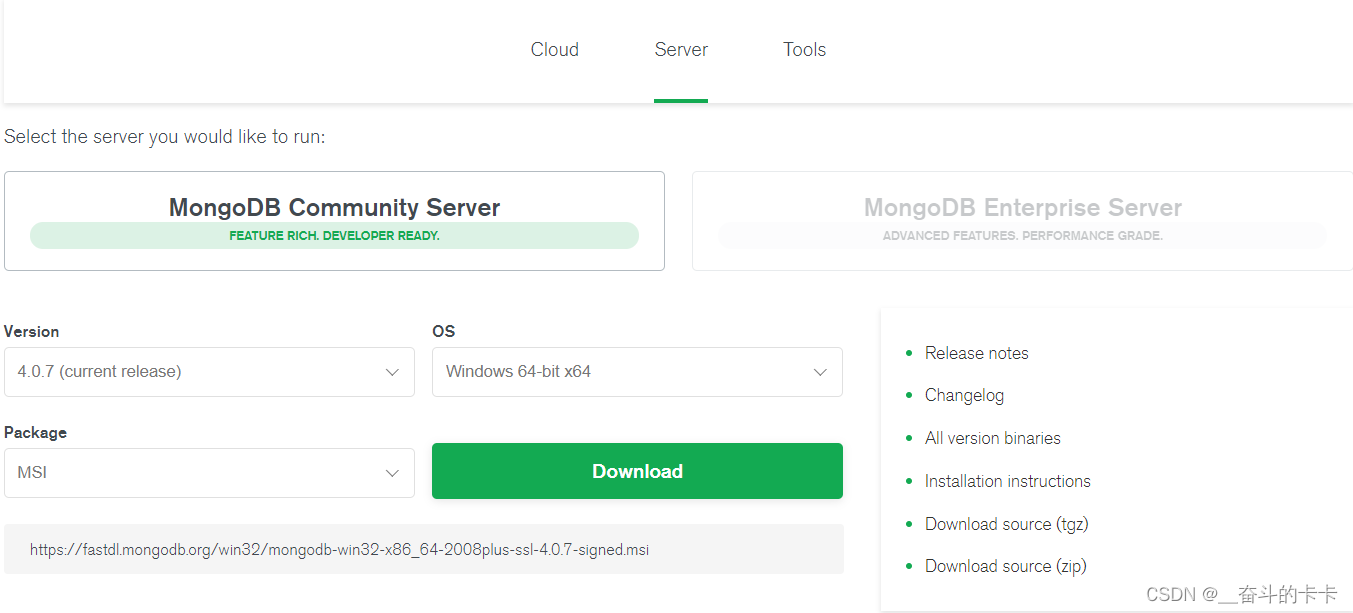 Cloud Server Tools
Select the server you would like to run:
MongoDB Community Server
FEATURE RICH. DEVELOPER READY.
MongoDB Enterprise Server
ADVANCED FEATURES. PERFORMANCE GRADE.
Version
4.0.7 (current release)
OS
Windows 64-bit x64
Package
MSI
Download
https://fastdl.mongodb.org/win32/mongodb-win32-x86_64-2008plus-ssl-4.0.7-signed.msi
Release notes
Changelog
All version binaries
Installation instructions
Download source (tgz)
Download source (zip)
CSDN @__奋斗的卡卡